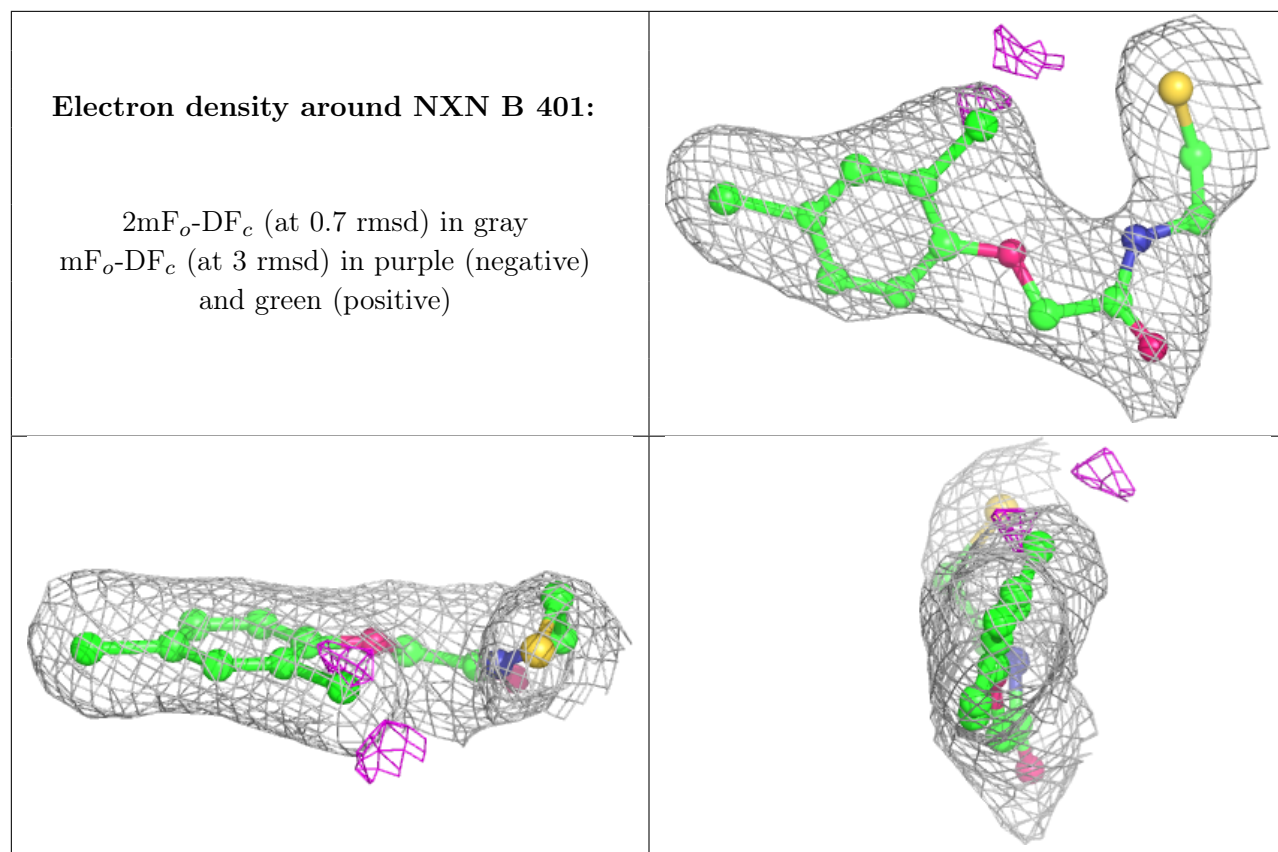 Electron density around NXN B 401:
2mFo-DFc (at 0.7 rmsd) in gray
mFo-DFc (at 3 rmsd) in purple (negative)
and green (positive)